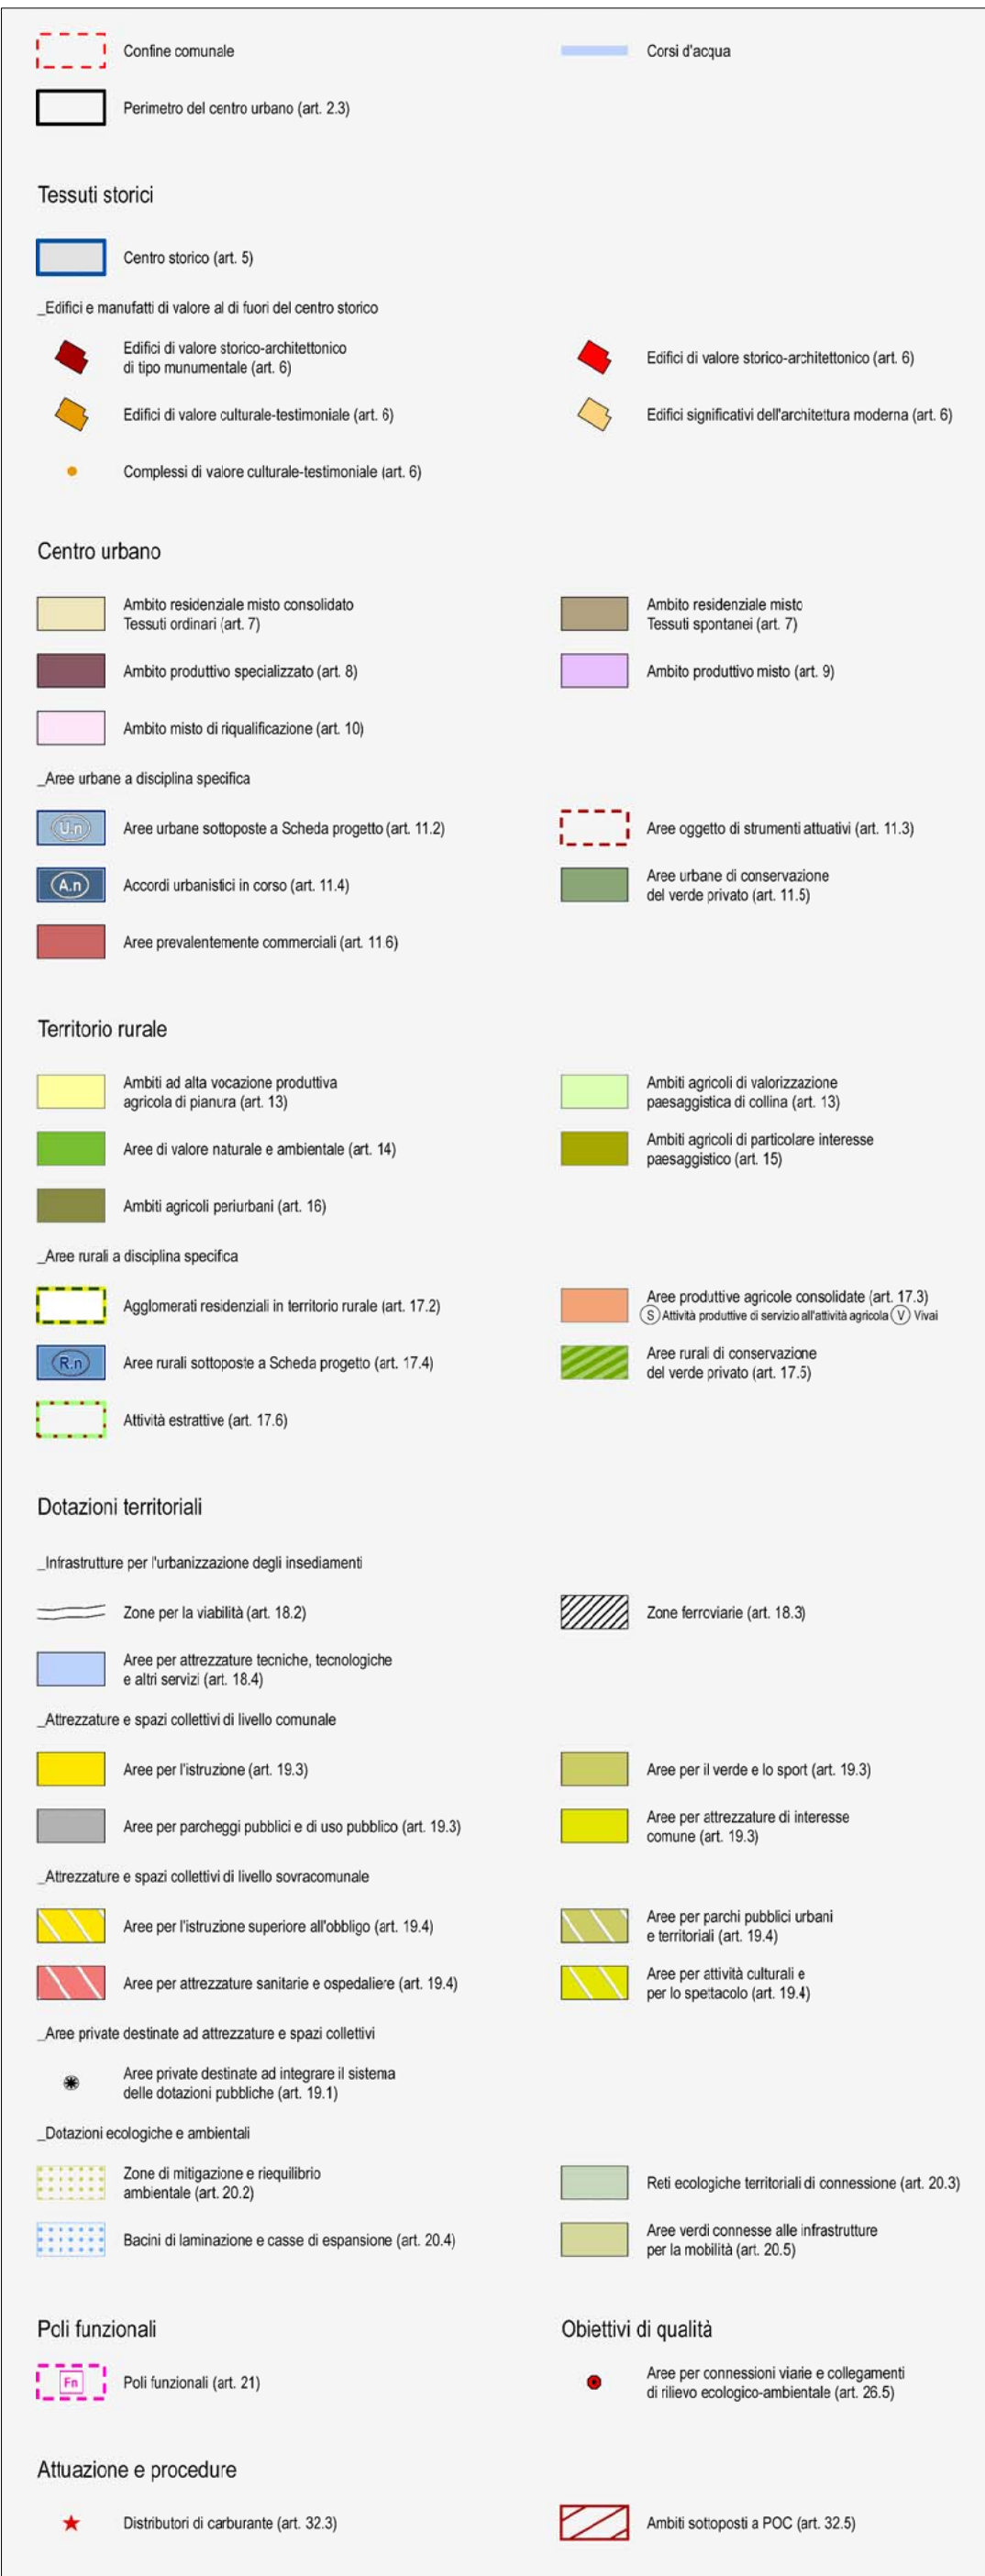 Confine comunale
Corsi d'acqua
Perimetro del centro urbano (art. 2.3)
Tessuti storici
Centro storico (art. 5)
_Edifici e manufatti di valore al di fuori del centro storico
Edifici di valore storico-architettonico
di tipo munumentale (art. 6)
Edifici di valore storico-architettonico (art. 6)
Edifici di valore culturale-testimoniale (art. 6)
Edifici significativi dell'architettura moderna (art. 6)
Complessi di valore culturale-testimoniale (art. 6)
Centro urbano
Ambito residenziale misto consolidato
Tessuti ordinari (art. 7)
Ambito residenziale misto
Tessuti spontanei (art. 7)
Ambito produttivo specializzato (art. 8)
Ambito produttivo misto (art. 9)
Ambito misto di riqualificazione (art. 10)
_Aree urbane a disciplina specifica
U.n
Aree urbane sottoposte a Scheda progetto (art. 11.2)
Aree oggetto di strumenti attuativi (art. 11.3)
A.n
Accordi urbanistici in corso (art. 11.4)
Aree urbane di conservazione
del verde privato (art. 11.5)
Aree prevalentemente commerciali (art. 11.6)
Territorio rurale
Ambiti ad alta vocazione produttiva
agricola di pianura (art. 13)
Ambiti agricoli di valorizzazione
paesaggistica di collina (art. 13)
Aree di valore naturale e ambientale (art. 14)
Ambiti agricoli di particolare interesse
paesaggistico (art. 15)
Ambiti agricoli periurbani (art. 16)
_Aree rurali a disciplina specifica
Agglomerati residenziali in territorio rurale (art. 17.2)
Aree produttive agricole consolidate (art. 17.3)
S Attività produttive di servizio all'attività agricola V Vivai
R.n
Aree rurali sottoposte a Scheda progetto (art. 17.4)
Aree rurali di conservazione
del verde privato (art. 17.5)
Attività estrattive (art. 17.6)
Dotazioni territoriali
_Infrastrutture per l'urbanizzazione degli insediamenti
Zone per la viabilità (art. 18.2)
Zone ferroviarie (art. 18.3)
Aree per attrezzature tecniche, tecnologiche
e altri servizi (art. 18.4)
_Attrezzature e spazi collettivi di livello comunale
Aree per l'istruzione (art. 19.3)
Aree per il verde e lo sport (art. 19.3)
Aree per parcheggi pubblici e di uso pubblico (art. 19.3)
Aree per attrezzature di interesse
comune (art. 19.3)
_Attrezzature e spazi collettivi di livello sovracomunale
Aree per l'istruzione superiore all'obbligo (art. 19.4)
Aree per parchi pubblici urbani
e territoriali (art. 19.4)
Aree per attrezzature sanitarie e ospedaliere (art. 19.4)
Aree per attività culturali e
per lo spettacolo (art. 19.4)
_Aree private destinate ad attrezzature e spazi collettivi
Aree private destinate ad integrare il sistema
delle dotazioni pubbliche (art. 19.1)
_Dotazioni ecologiche e ambientali
Zone di mitigazione e riequilibrio
ambientale (art. 20.2)
Reti ecologiche territoriali di connessione (art. 20.3)
Bacini di laminazione e casse di espansione (art. 20.4)
Aree verdi connesse alle infrastrutture
per la mobilità (art. 20.5)
Poli funzionali
Obiettivi di qualità
Fn
Poli funzionali (art. 21)
Aree per connessioni viarie e collegamenti
di rilievo ecologico-ambientale (art. 26.5)
Attuazione e procedure
Distributori di carburante (art. 32.3)
Ambiti sottoposti a POC (art. 32.5)